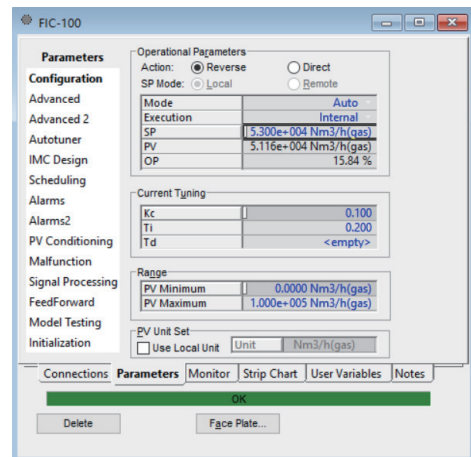 FIC-100
Parameters
Configuration
Advanced
Advanced 2
Autotuner
IMC Design
Scheduling
Alarms
Alarms2
PV Conditioning
Malfunction
Signal Processing
FeedForward
Model Testing
Initialization
Operational Parameters
Action: Reverse Direct
SP Mode: Local Remote
Mode Auto
Execution Internal
SP 5.300e+004 Nm3/h(gas)
PV 5.116e+004 Nm3/h(gas)
OP 15.84 %
Current Tuning
Kc 0.100
Ti 0.200
Td <empty>
Range
PV Minimum 0.0000 Nm3/h(gas)
PV Maximum 1.000e+005 Nm3/h(gas)
PV Unit Set
Use Local Unit Unit Nm3/h(gas)
Connections Parameters Monitor Strip Chart User Variables Notes
OK
Delete Face Plate...